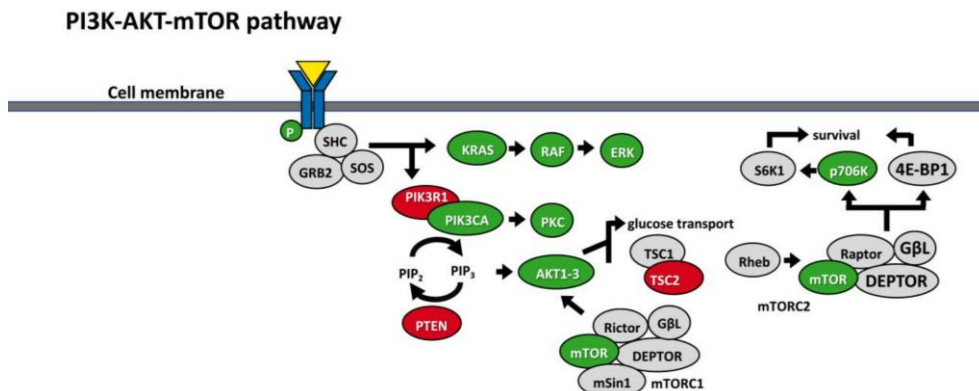 PI3K-AKT-mTOR pathway
Cell membrane
P
SHC
GRB2
SOS
KRAS
RAF
ERK
PIK3R1
PIK3CA
PKC
PIP2
PIP3
AKT1-3
PTEN
glucose transport
TSC1
TSC2
Rictor
GβL
mTOR
DEPTOR
mSin1
mTORC1
survival
S6K1
p706K
4E-BP1
Rheb
Raptor
GβL
mTOR
DEPTOR
mTORC2